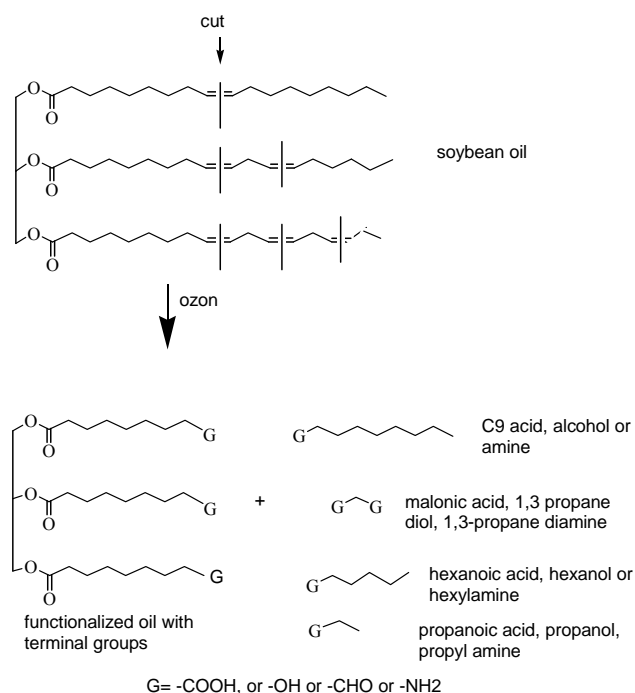 cut
O
O
soybean oil
O
O
O
O
ozon
O
O
G
G
C9 acid, alcohol or
amine
O
O
G
+
G G
malonic acid, 1,3 propane
diol, 1,3-propane diamine
O
O
G
G
hexanoic acid, hexanol or
hexylamine
functionalized oil with
terminal groups
G
propanoic acid, propanol,
propyl amine
G= -COOH, or -OH or -CHO or -NH2